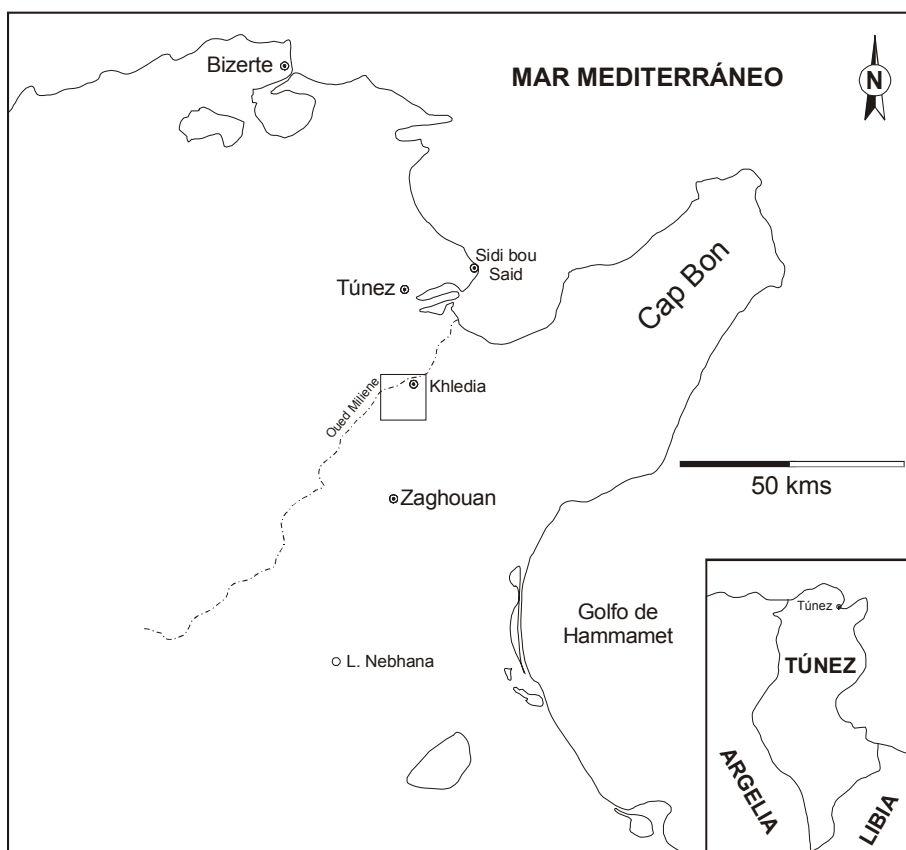 Bizerte
MAR MEDITERRÁNEO
N
Sidi bou
Said
Túnez
Cap Bon
Oued Miliene
Khledia
50 kms
Zaghouan
Golfo de
Hammamet
L. Nebhana
Túnez
TÚNEZ
ARGELIA
LIBIA